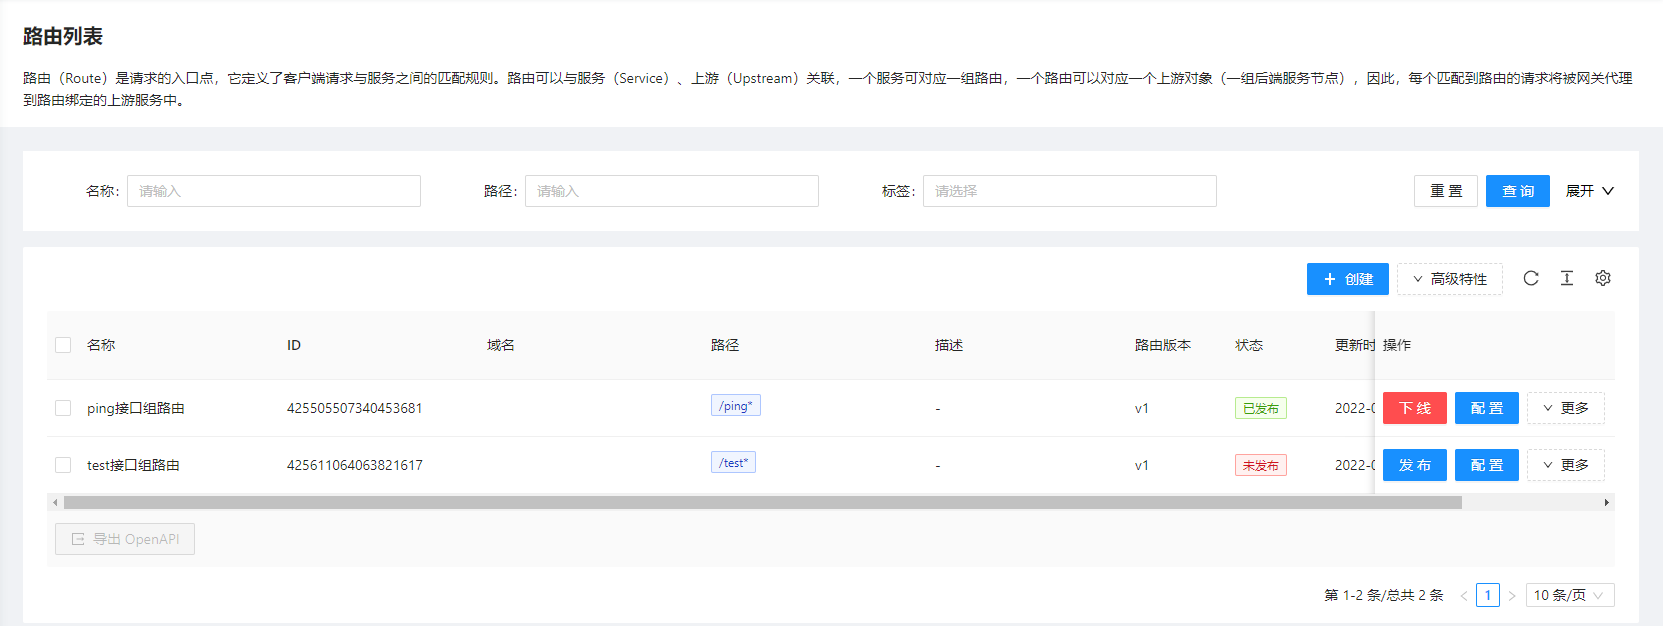 路由列表
路由（Route）是请求的入口点，它定义了客户端请求与服务之间的匹配规则。路由可以与服务（Service）、上游（Upstream）关联，一个服务可对应一组路由，一个路由可以对应一个上游对象（一组后端服务节点），因此，每个匹配到路由的请求将被网关代理
到路由绑定的上游服务中。
名称: 请输入 路径: 请输入 标签: 请选择 重 置 查 询 展开
+ 创建 高级特性
名称 ID 域名 路径 描述 路由版本 状态 更新时 操作
ping接口组路由 425505507340453681 /ping* - v1 已发布 2022-0 下 线 配 置 更多
test接口组路由 425611064063821617 /test* - v1 未发布 2022-0 发 布 配 置 更多
导出 OpenAPI
第 1-2 条/总共 2 条 < 1 > 10 条/页